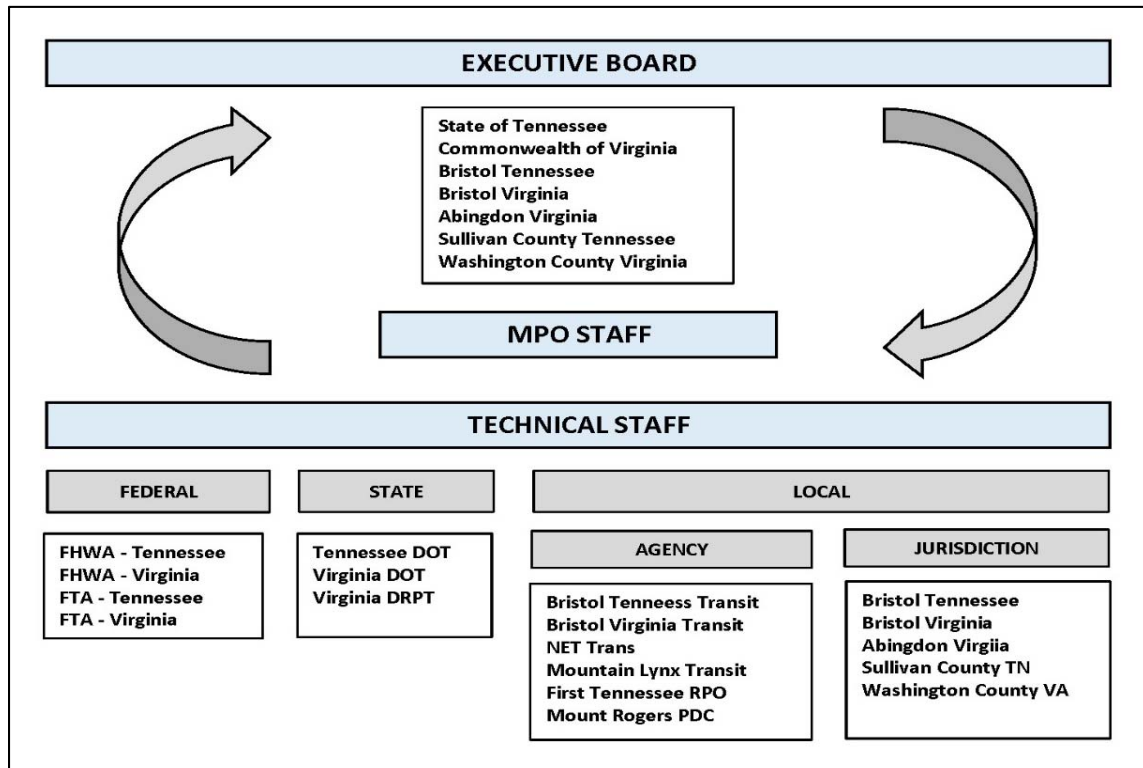 EXECUTIVE BOARD
State of Tennessee
Commonwealth of Virginia
Bristol Tennessee
Bristol Virginia
Abingdon Virginia
Sullivan County Tennessee
Washington County Virginia
MPO STAFF
TECHNICAL STAFF
FEDERAL
FHWA - Tennessee
FHWA - Virginia
FTA - Tennessee
FTA - Virginia
STATE
Tennessee DOT
Virginia DOT
Virginia DRPT
LOCAL
AGENCY
Bristol Tenneess Transit
Bristol Virginia Transit
NET Trans
Mountain Lynx Transit
First Tennessee RPO
Mount Rogers PDC
JURISDICTION
Bristol Tennessee
Bristol Virginia
Abingdon Virgiia
Sullivan County TN
Washington County VA